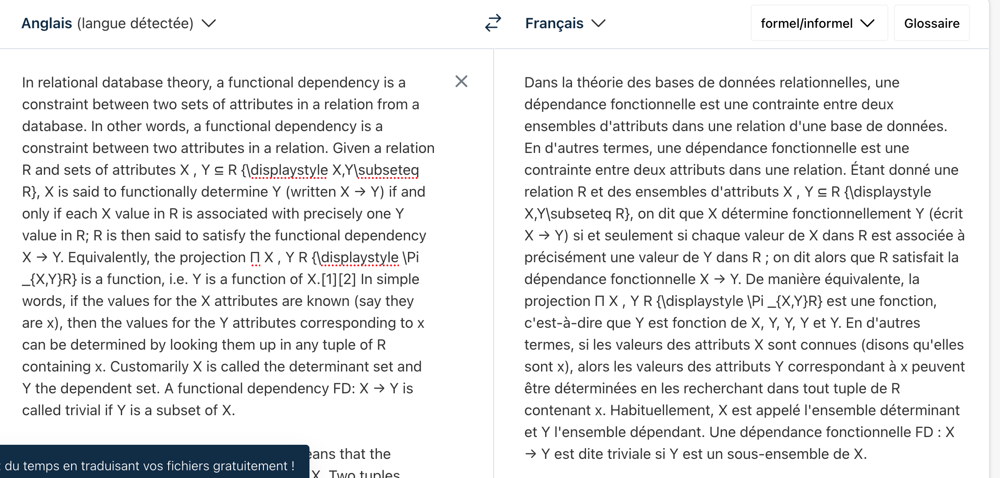 Anglais (langue détectée)
Français
formel/informel
Glossaire
In relational database theory, a functional dependency is a
constraint between two sets of attributes in a relation from a
database. In other words, a functional dependency is a
constraint between two attributes in a relation. Given a relation
R and sets of attributes X , Y ⊆ R {\displaystyle X,Y\subseteq
R}, X is said to functionally determine Y (written X → Y) if and
only if each X value in R is associated with precisely one Y
value in R; R is then said to satisfy the functional dependency
X → Y. Equivalently, the projection Π X , Y R {\displaystyle \Pi
_{X,Y}R} is a function, i.e. Y is a function of X.[1][2] In simple
words, if the values for the X attributes are known (say they
are x), then the values for the Y attributes corresponding to x
can be determined by looking them up in any tuple of R
containing x. Customarily X is called the determinant set and
Y the dependent set. A functional dependency FD: X → Y is
called trivial if Y is a subset of X.
that the
X. Two tuples
du temps en traduisant vos fichiers gratuitement !
Dans la théorie des bases de données relationnelles, une
dépendance fonctionnelle est une contrainte entre deux
ensembles d'attributs dans une relation d'une base de données.
En d'autres termes, une dépendance fonctionnelle est une
contrainte entre deux attributs dans une relation. Étant donné une
relation R et des ensembles d'attributs X , Y ⊆ R {\displaystyle
X,Y\subseteq R}, on dit que X détermine fonctionnellement Y (écrit
X → Y) si et seulement si chaque valeur de X dans R est associée à
précisément une valeur de Y dans R ; on dit alors que R satisfait la
dépendance fonctionnelle X → Y. De manière équivalente, la
projection Π X , Y R {\displaystyle \Pi _{X,Y}R} est une fonction,
c'est-à-dire que Y est fonction de X, Y, Y, Y et Y. En d'autres
termes, si les valeurs des attributs X sont connues (disons qu'elles
sont x), alors les valeurs des attributs Y correspondant à x peuvent
être déterminées en les recherchant dans tout tuple de R
contenant x. Habituellement, X est appelé l'ensemble déterminant
et Y l'ensemble dépendant. Une dépendance fonctionnelle FD : X
→ Y est dite triviale si Y est un sous-ensemble de X.